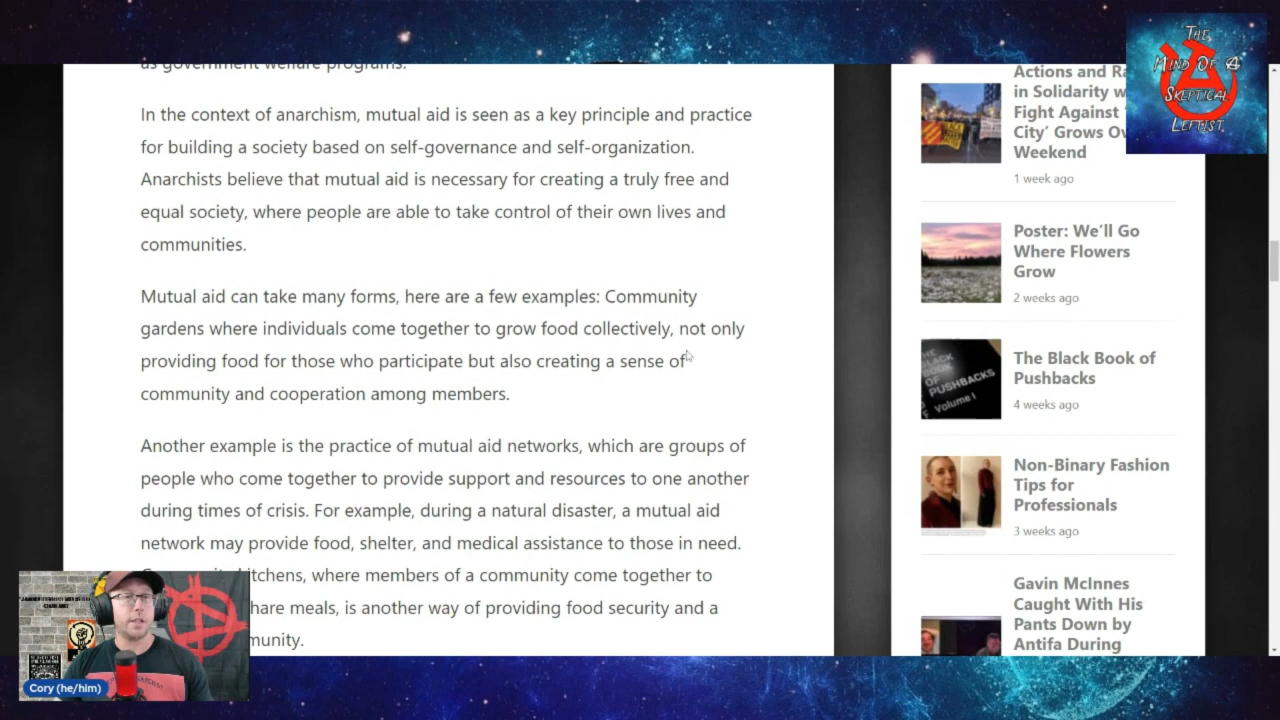 as government welfare programs.
In the context of anarchism, mutual aid is seen as a key principle and practice
for building a society based on self-governance and self-organization.
Anarchists believe that mutual aid is necessary for creating a truly free and
equal society, where people are able to take control of their own lives and
communities.
Mutual aid can take many forms, here are a few examples: Community
gardens where individuals come together to grow food collectively, not only
providing food for those who participate but also creating a sense of
community and cooperation among members.
Another example is the practice of mutual aid networks, which are groups of
people who come together to provide support and resources to one another
during times of crisis. For example, during a natural disaster, a mutual aid
network may provide food, shelter, and medical assistance to those in need.
itchens, where members of a community come together to
hare meals, is another way of providing food security and a
munity.
Actions and Ra
in Solidarity w
Fight Against
City' Grows Ov
Weekend
1 week ago
Poster: We'll Go
Where Flowers
Grow
2 weeks ago
THE
BLACK
BOOK
OF
PUSHBACKS
Volume I
The Black Book of
Pushbacks
4 weeks ago
Non-Binary Fashion
Tips for
Professionals
3 weeks ago
Gavin McInnes
Caught With His
Pants Down by
Antifa During
THE
MIND OF A
SKEPTICAL
LEFTIST
Cory (he/him)